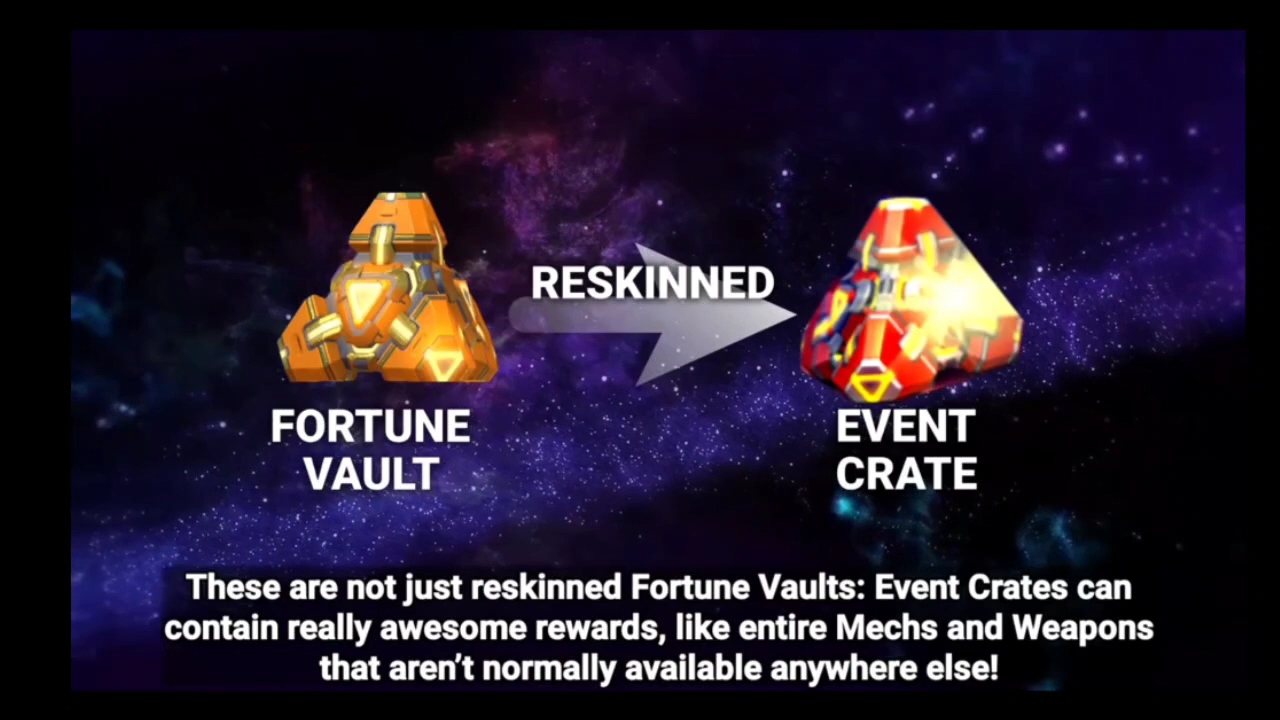 RESKINNED
FORTUNE
VAULT
EVENT
CRATE
These are not just reskinned Fortune Vaults: Event Crates can
contain really awesome rewards, like entire Mechs and Weapons
that aren’t normally available anywhere else!